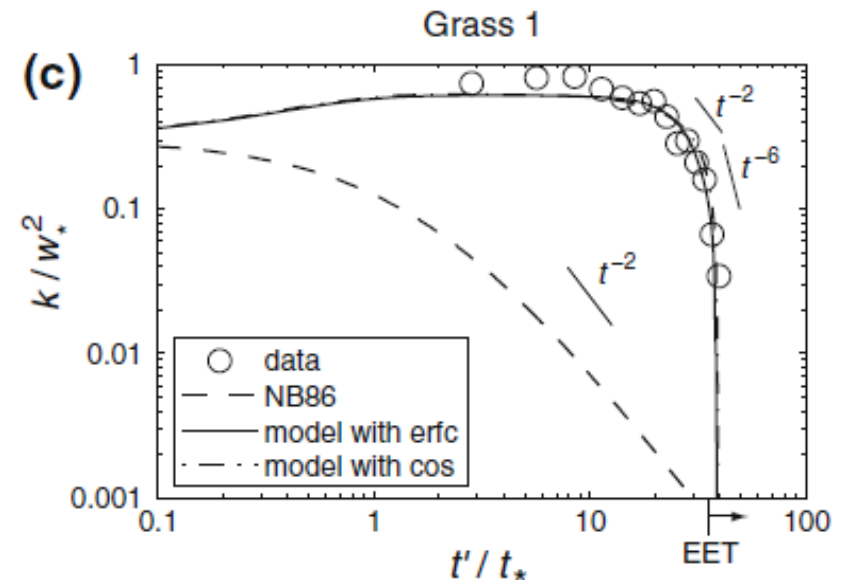 Grass 1
(c)
1
0.1
0.01
0.001
k / w*²
t⁻²
t⁻⁶
t⁻²
data
NB86
model with erfc
model with cos
0.1 1 10 100
EET
t' / t*